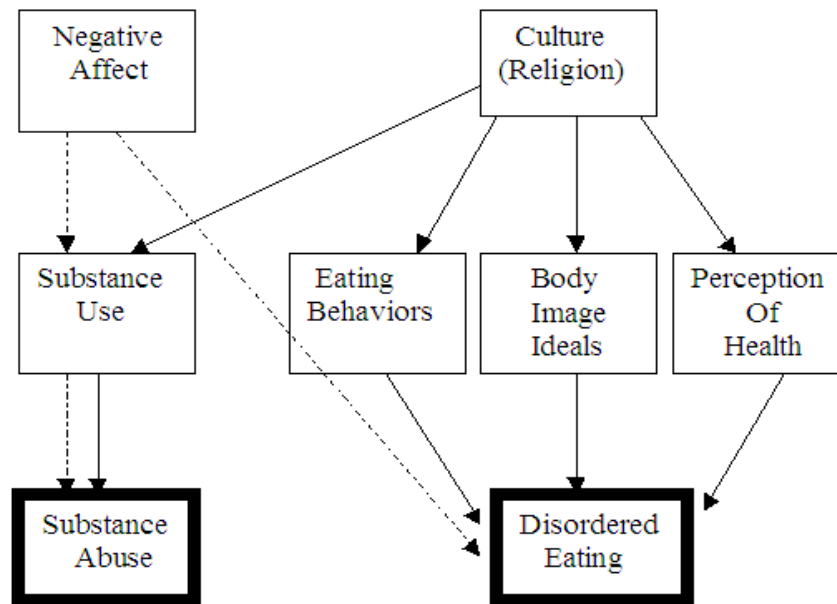 Negative
Affect
Culture
(Religion)
Substance
Use
Eating
Behaviors
Body
Image
Ideals
Perception
Of
Health
Substance
Abuse
Disordered
Eating